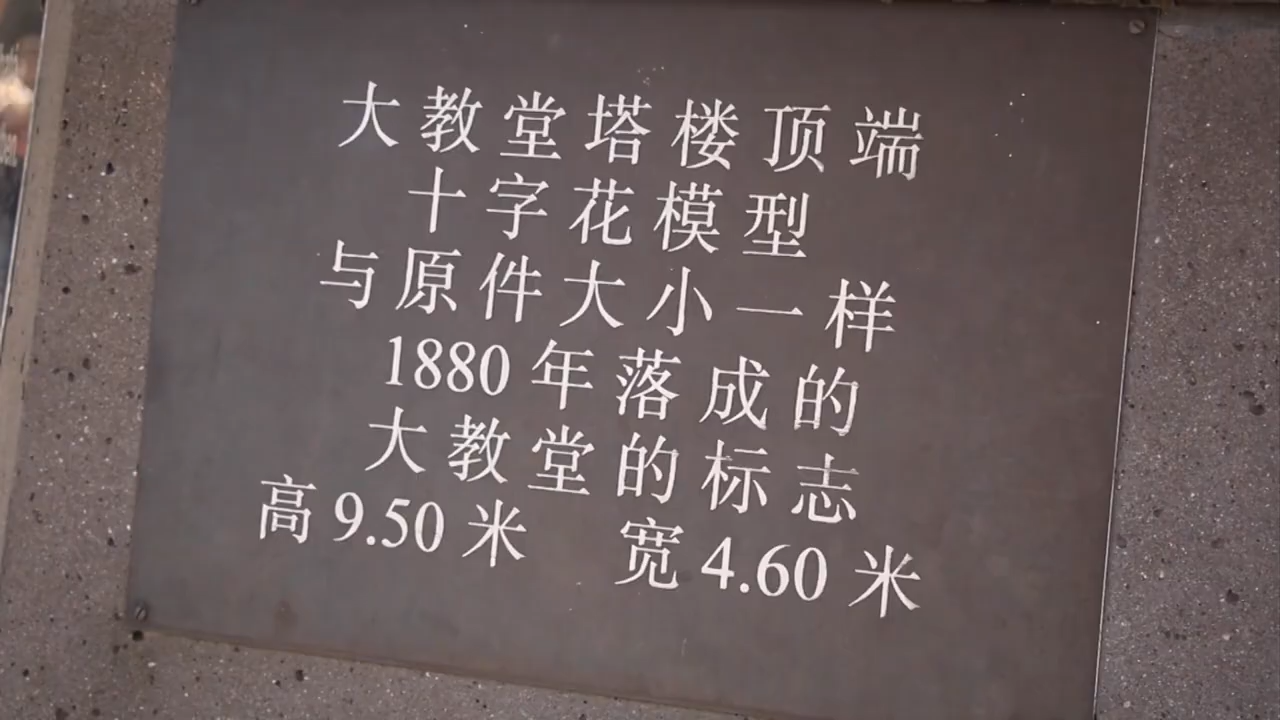 大教堂塔楼顶端
十字花模型
与原件大小一样
1880 年落成的
大教堂的标志
高 9.50 米 宽 4.60 米